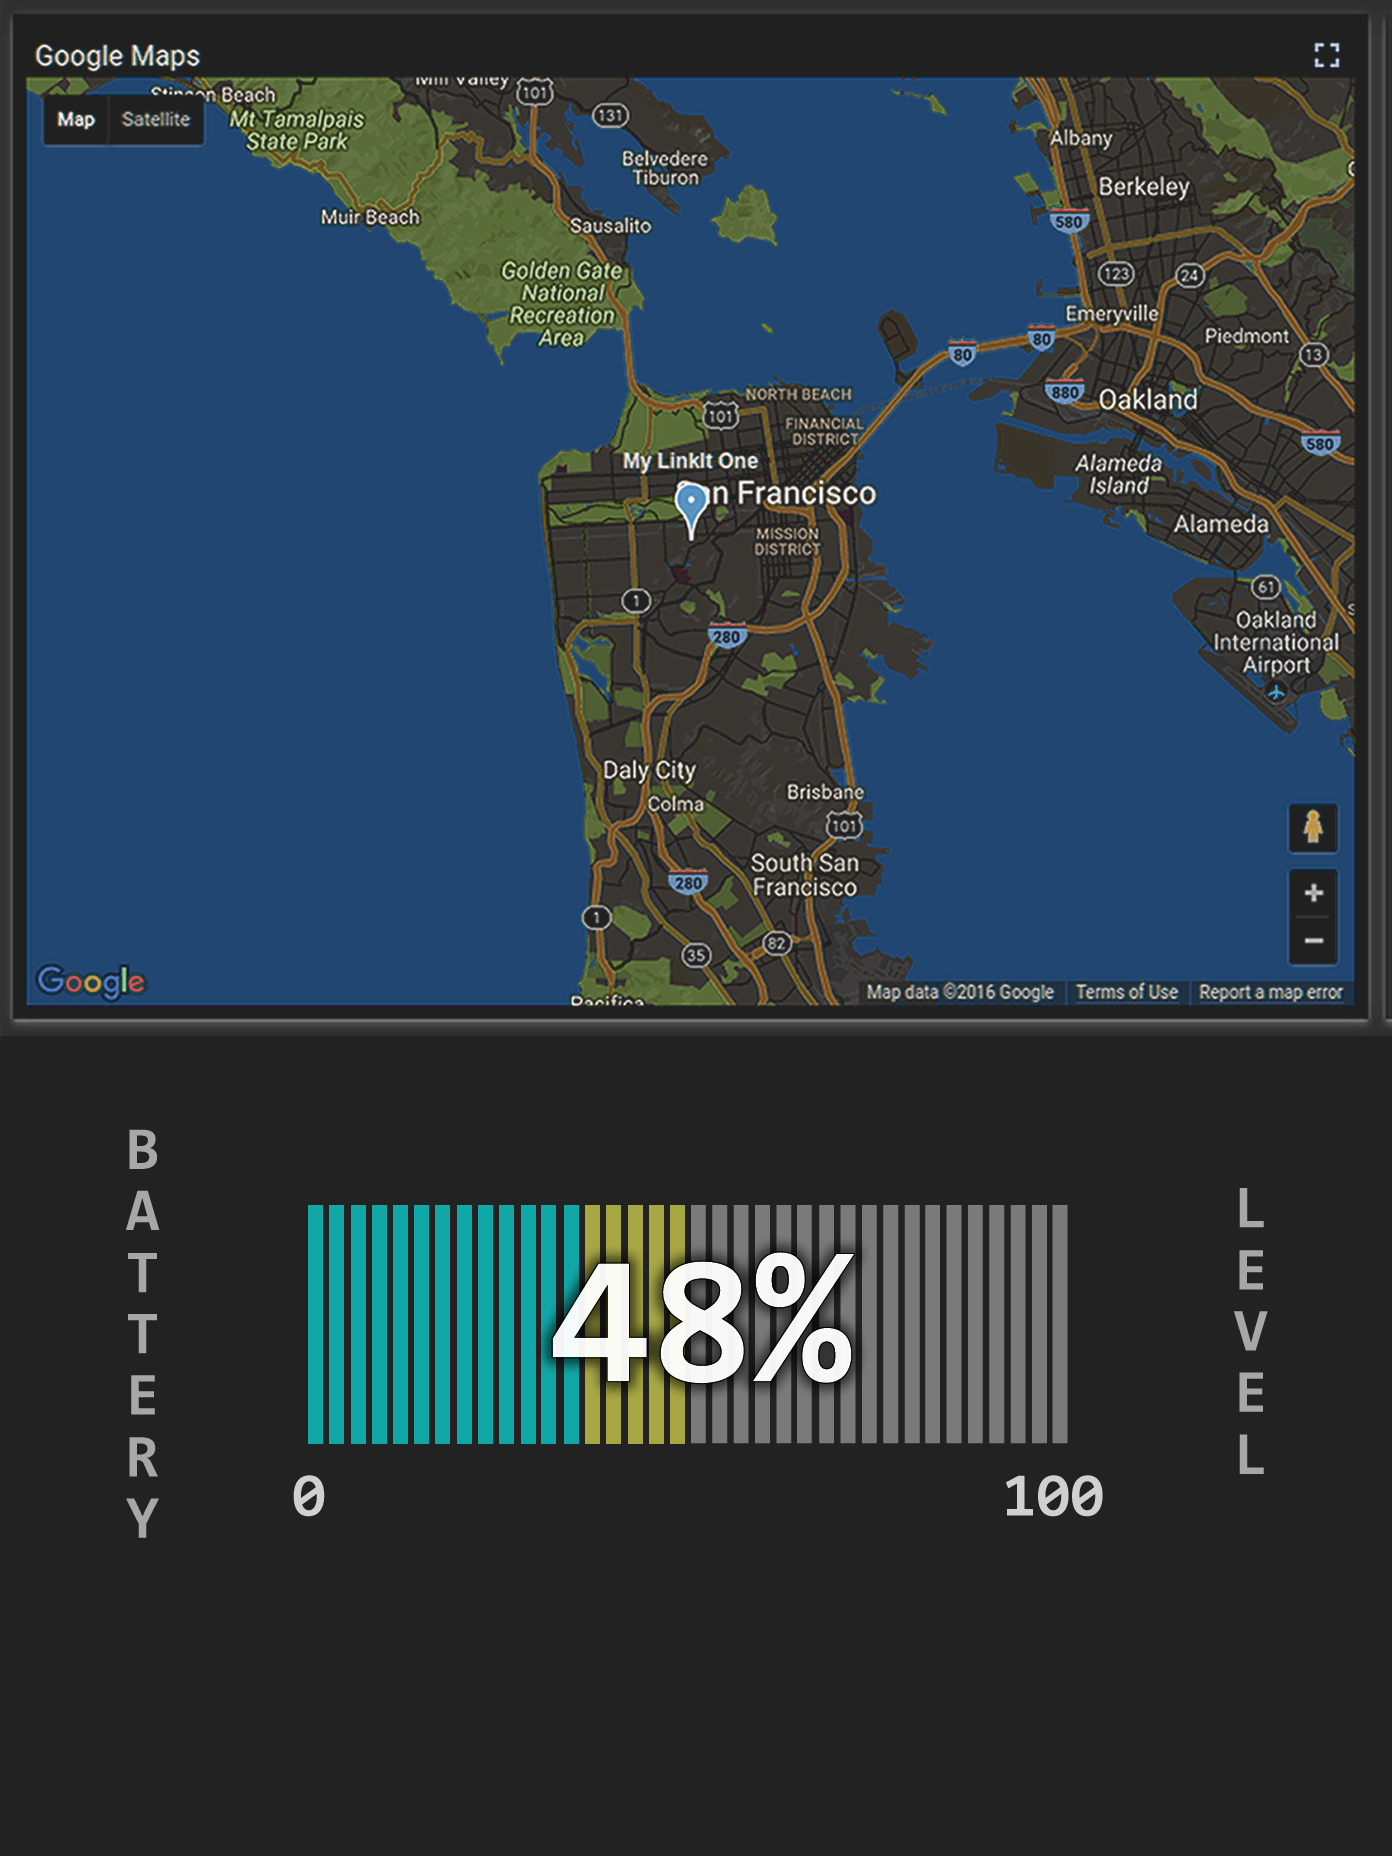 Google Maps
Mill Valley
101
Stinson Beach
131
Map
Satellite
Mt Tamalpais
State Park
Albany
Belvedere
Tiburon
Berkeley
Muir Beach
Sausalito
580
Golden Gate
National
Recreation
Area
123
24
Emeryville
80
80
Piedmont
13
880
NORTH BEACH
Oakland
101
FINANCIAL
DISTRICT
580
My LinkIt One
Alameda
Island
San Francisco
Alameda
MISSION
DISTRICT
61
1
Oakland
International
Airport
280
Daly City
Brisbane
Colma
101
South San
Francisco
280
1
82
35
+
−
Google
Pacifica
Map data ©2016 Google
Terms of Use
Report a map error
BATTERY
LEVEL
48%
0
100